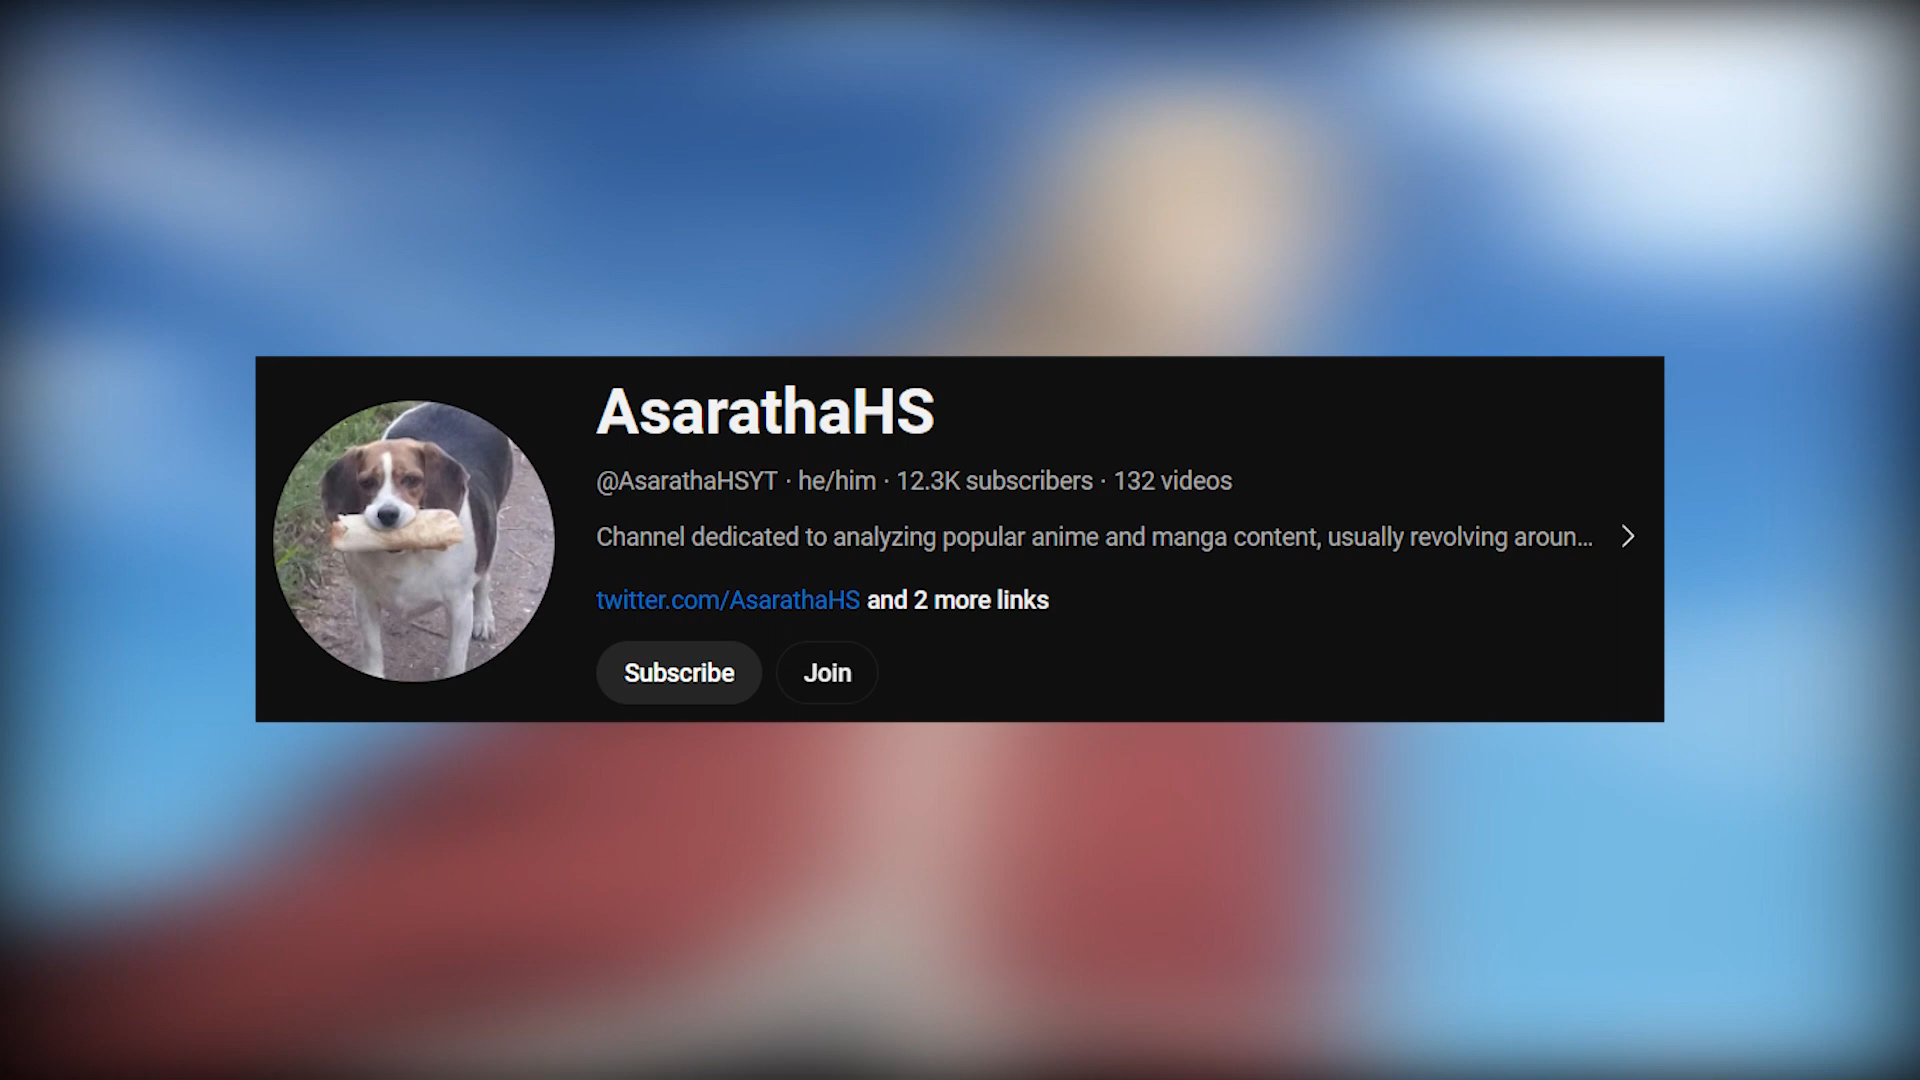 AsarathaHS
@AsarathaHSYT · he/him · 12.3K subscribers · 132 videos
Channel dedicated to analyzing popular anime and manga content, usually revolving aroun...
twitter.com/AsarathaHS and 2 more links
Subscribe Join